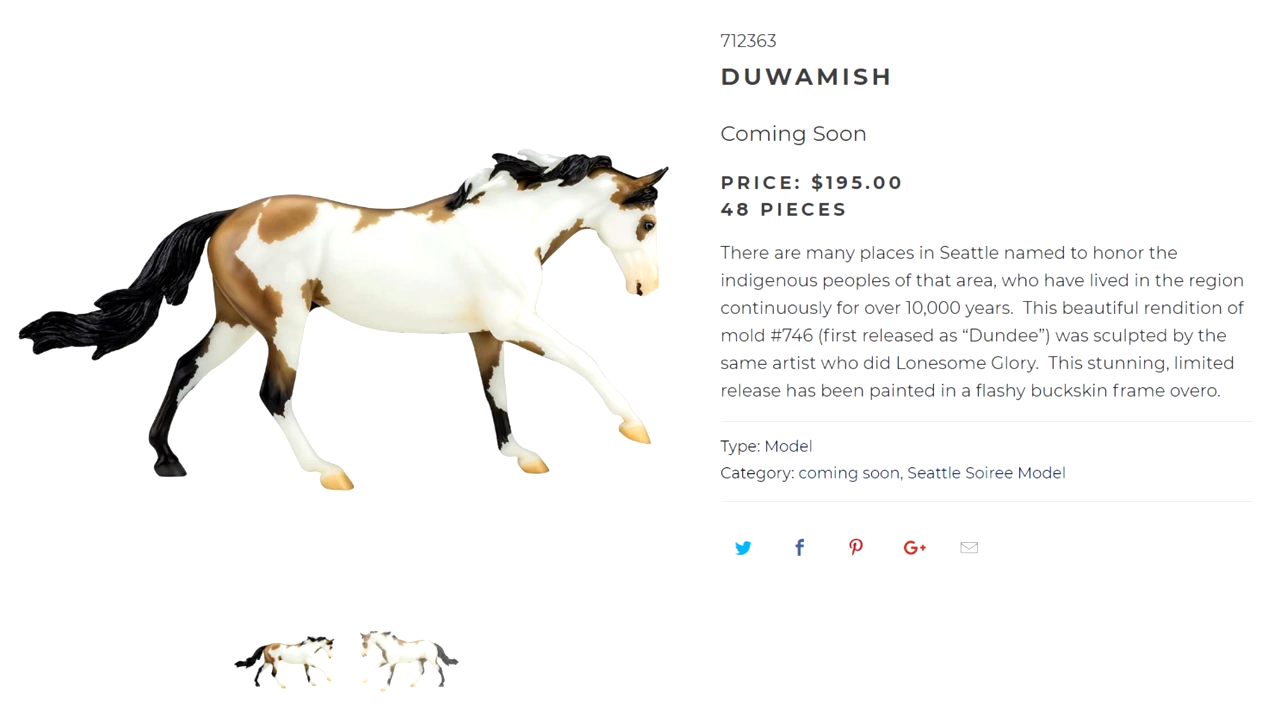 712363
DUWAMISH
Coming Soon
PRICE: $195.00
48 PIECES
There are many places in Seattle named to honor the
indigenous peoples of that area, who have lived in the region
continuously for over 10,000 years.  This beautiful rendition of
mold #746 (first released as “Dundee”) was sculpted by the
same artist who did Lonesome Glory.  This stunning, limited
release has been painted in a flashy buckskin frame overo.
Type: Model
Category: coming soon, Seattle Soiree Model
G+